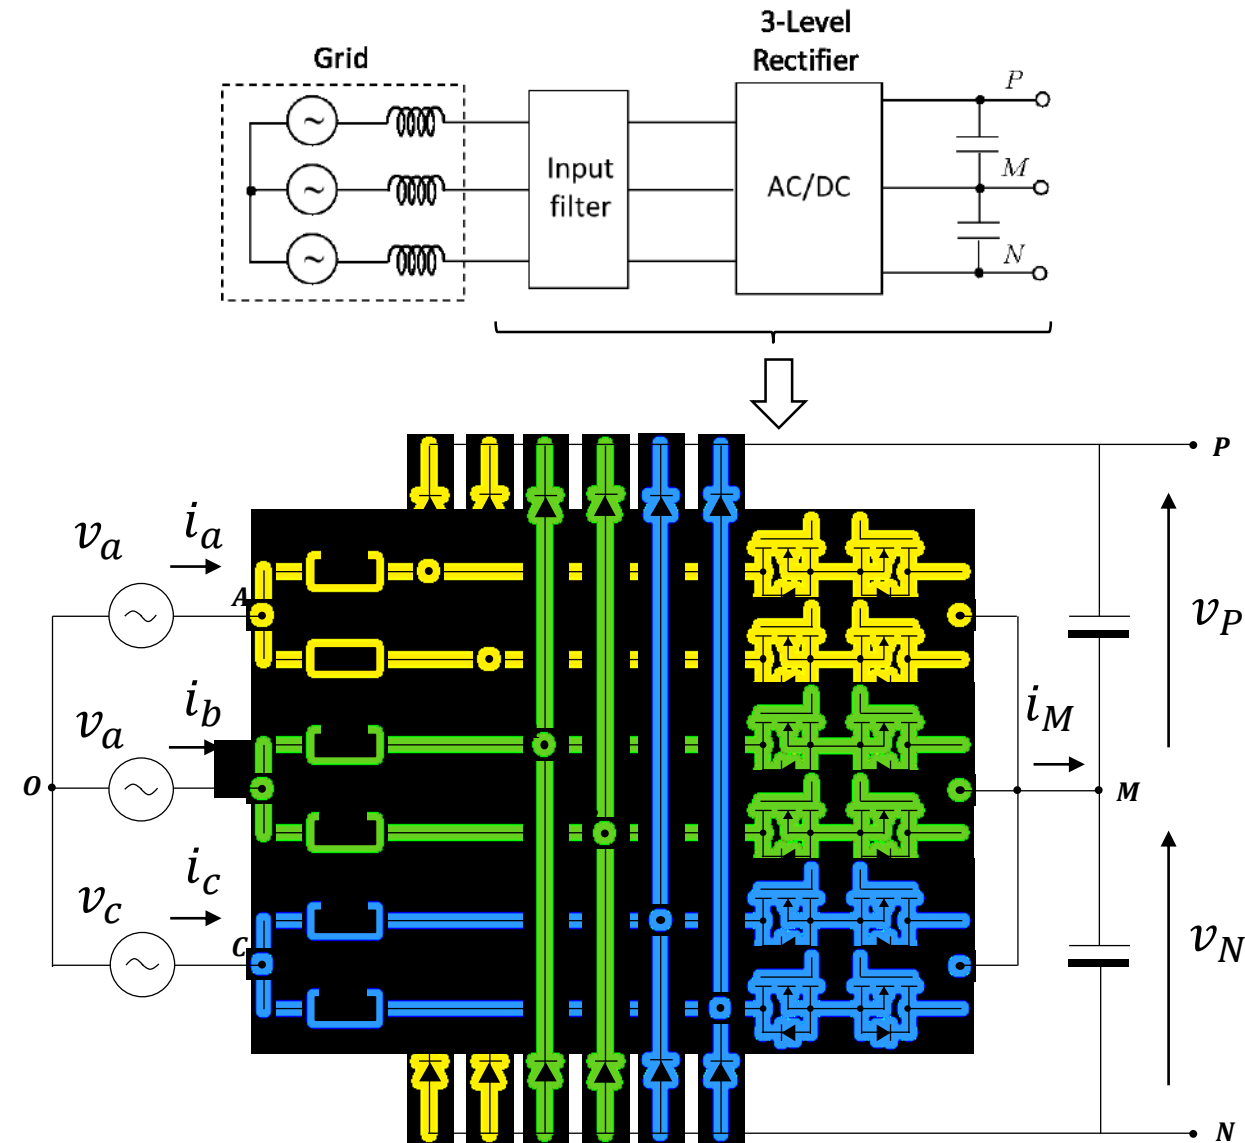 3-Level
Rectifier
Grid
Input
filter
AC/DC
P
M
N
P
i_a
v_a
A
v_P
i_b
v_a
i_M
O
M
i_c
v_c
C
v_N
N